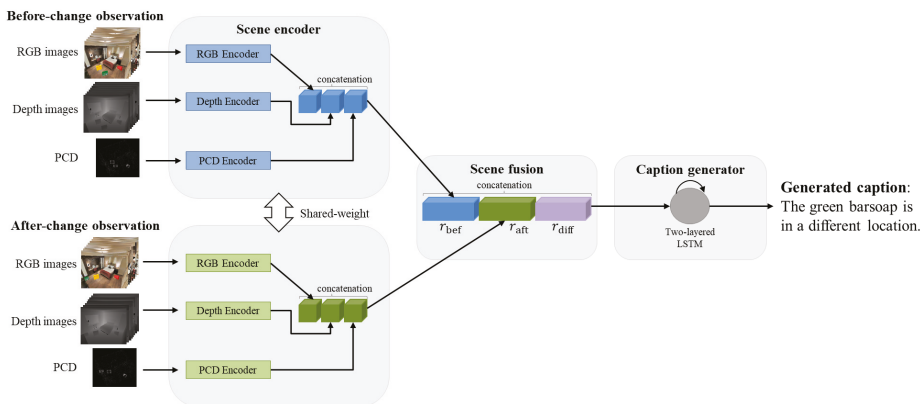 Before-change observation
Scene encoder
RGB images
RGB Encoder
concatenation
Depth images
Depth Encoder
PCD
PCD Encoder
Shared-weight
Scene fusion
concatenation
r_bef
r_aft
r_diff
Caption generator
Two-layered
LSTM
Generated caption:
The green barsoap is
in a different location.
After-change observation
RGB images
RGB Encoder
concatenation
Depth images
Depth Encoder
PCD
PCD Encoder